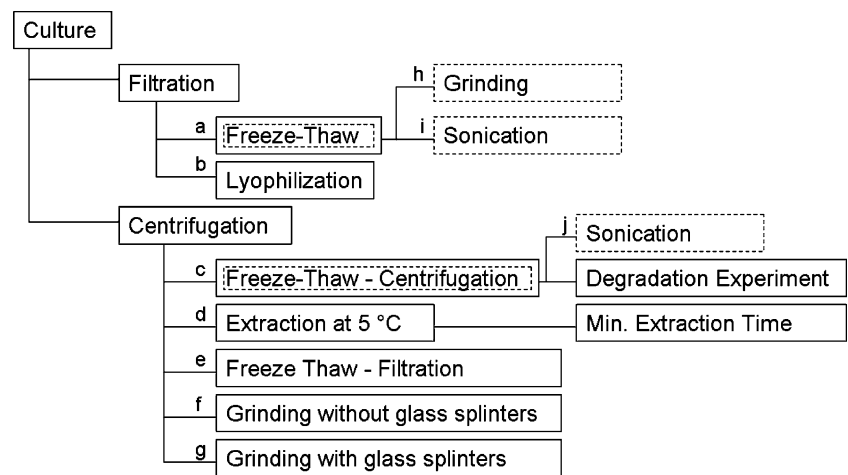 Culture
Filtration
h Grinding
a Freeze-Thaw
i Sonication
b Lyophilization
Centrifugation
j Sonication
c Freeze-Thaw - Centrifugation
Degradation Experiment
d Extraction at 5 °C
Min. Extraction Time
e Freeze Thaw - Filtration
f Grinding without glass splinters
g Grinding with glass splinters